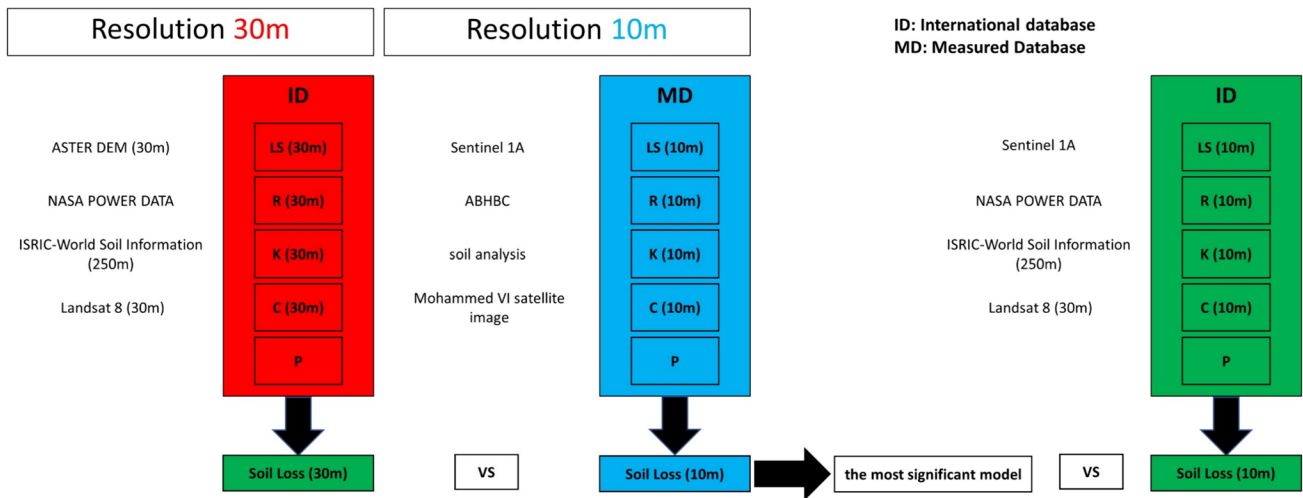 Resolution 30m
Resolution 10m
ID: International database
MD: Measured Database
ID
ASTER DEM (30m)
LS (30m)
NASA POWER DATA
R (30m)
ISRIC-World Soil Information
(250m)
K (30m)
Landsat 8 (30m)
C (30m)
P
Soil Loss (30m)
VS
MD
Sentinel 1A
LS (10m)
ABHBC
R (10m)
soil analysis
K (10m)
Mohammed VI satellite
image
C (10m)
P
Soil Loss (10m)
the most significant model
VS
ID
Sentinel 1A
LS (10m)
NASA POWER DATA
R (10m)
ISRIC-World Soil Information
(250m)
K (10m)
Landsat 8 (30m)
C (10m)
P
Soil Loss (10m)